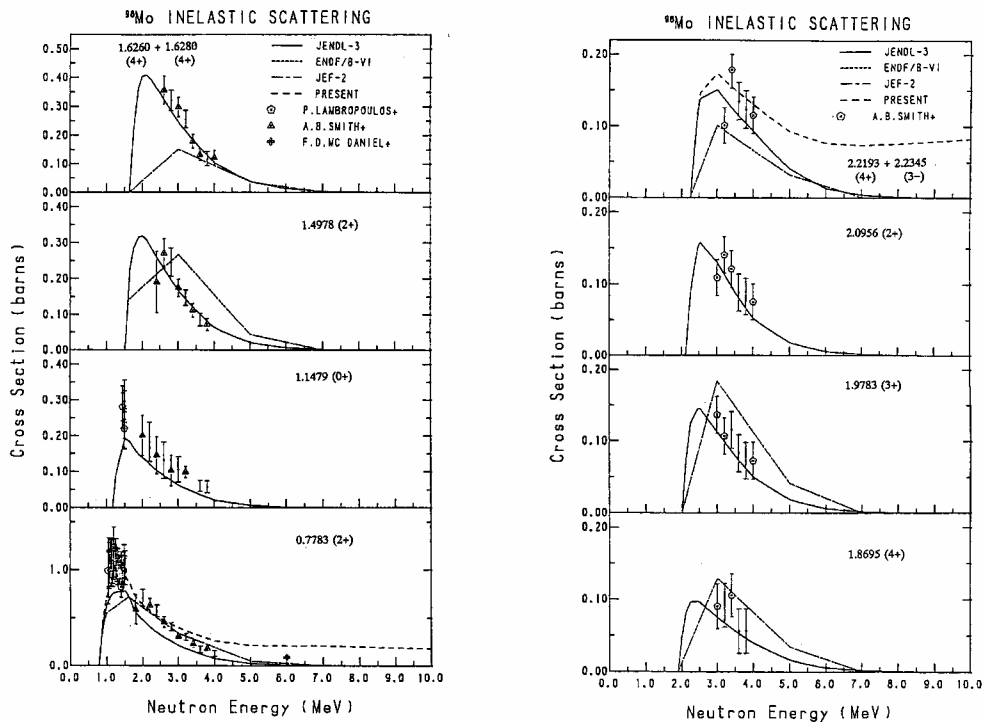 ⁹⁸Mo INELASTIC SCATTERING
1.6260 + 1.6280
(4+) (4+)
JENDL-3
ENDF/B-VI
JEF-2
PRESENT
P.LAMBROPOULOS+
A.B.SMITH+
F.D.MC DANIEL+
0.40
0.30
0.20
0.10
0.00
1.4978 (2+)
0.40
0.30
0.20
0.10
0.00
1.1479 (0+)
0.40
0.30
0.20
0.10
0.00
0.7783 (2+)
1.0
0.0
0.0 1.0 2.0 3.0 4.0 5.0 6.0 7.0 8.0 9.0 10.0
Neutron Energy (MeV)
Cross Section (barns)
⁹⁸Mo INELASTIC SCATTERING
JENDL-3
ENDF/B-VI
JEF-2
PRESENT
A.B.SMITH+
0.20
0.10
0.00
2.2193 + 2.2345
(4+) (3-)
2.0956 (2+)
0.20
0.10
0.00
1.9783 (3+)
0.20
0.10
0.00
1.8695 (4+)
0.20
0.10
0.00
0.0 1.0 2.0 3.0 4.0 5.0 6.0 7.0 8.0 9.0 10.0
Neutron Energy (MeV)
Cross Section (barns)